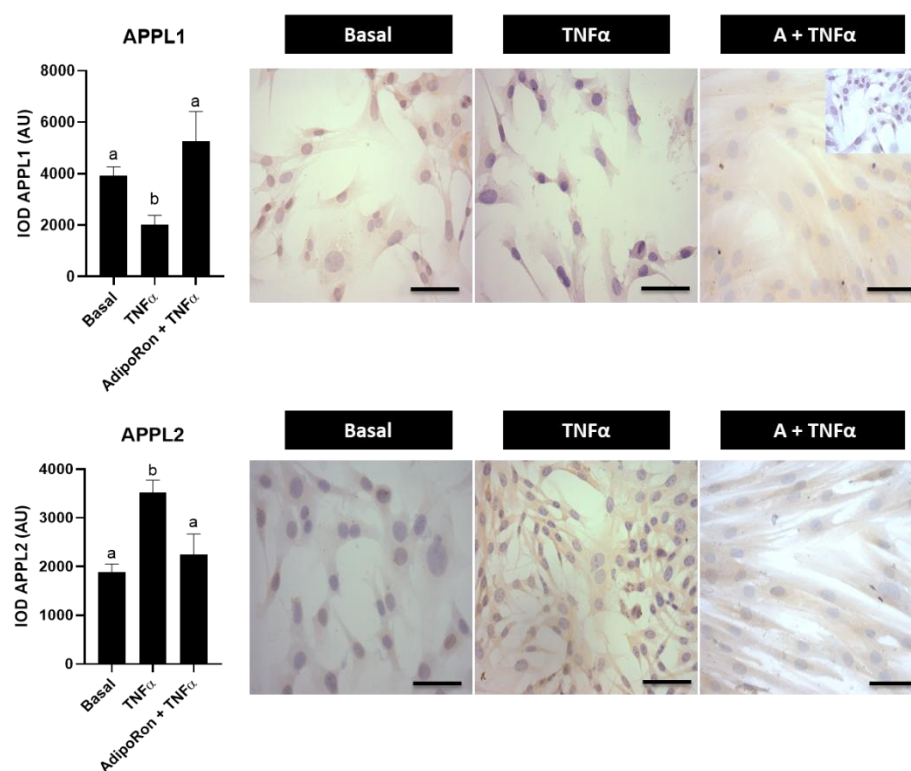 APPL1
Basal
TNFα
A + TNFα
IOD APPL1 (AU)
8000
6000
4000
2000
0
a
b
a
Basal
TNFα
AdipoRon + TNFα
APPL2
Basal
TNFα
A + TNFα
IOD APPL2 (AU)
4000
3000
2000
1000
0
a
b
a
Basal
TNFα
AdipoRon + TNFα